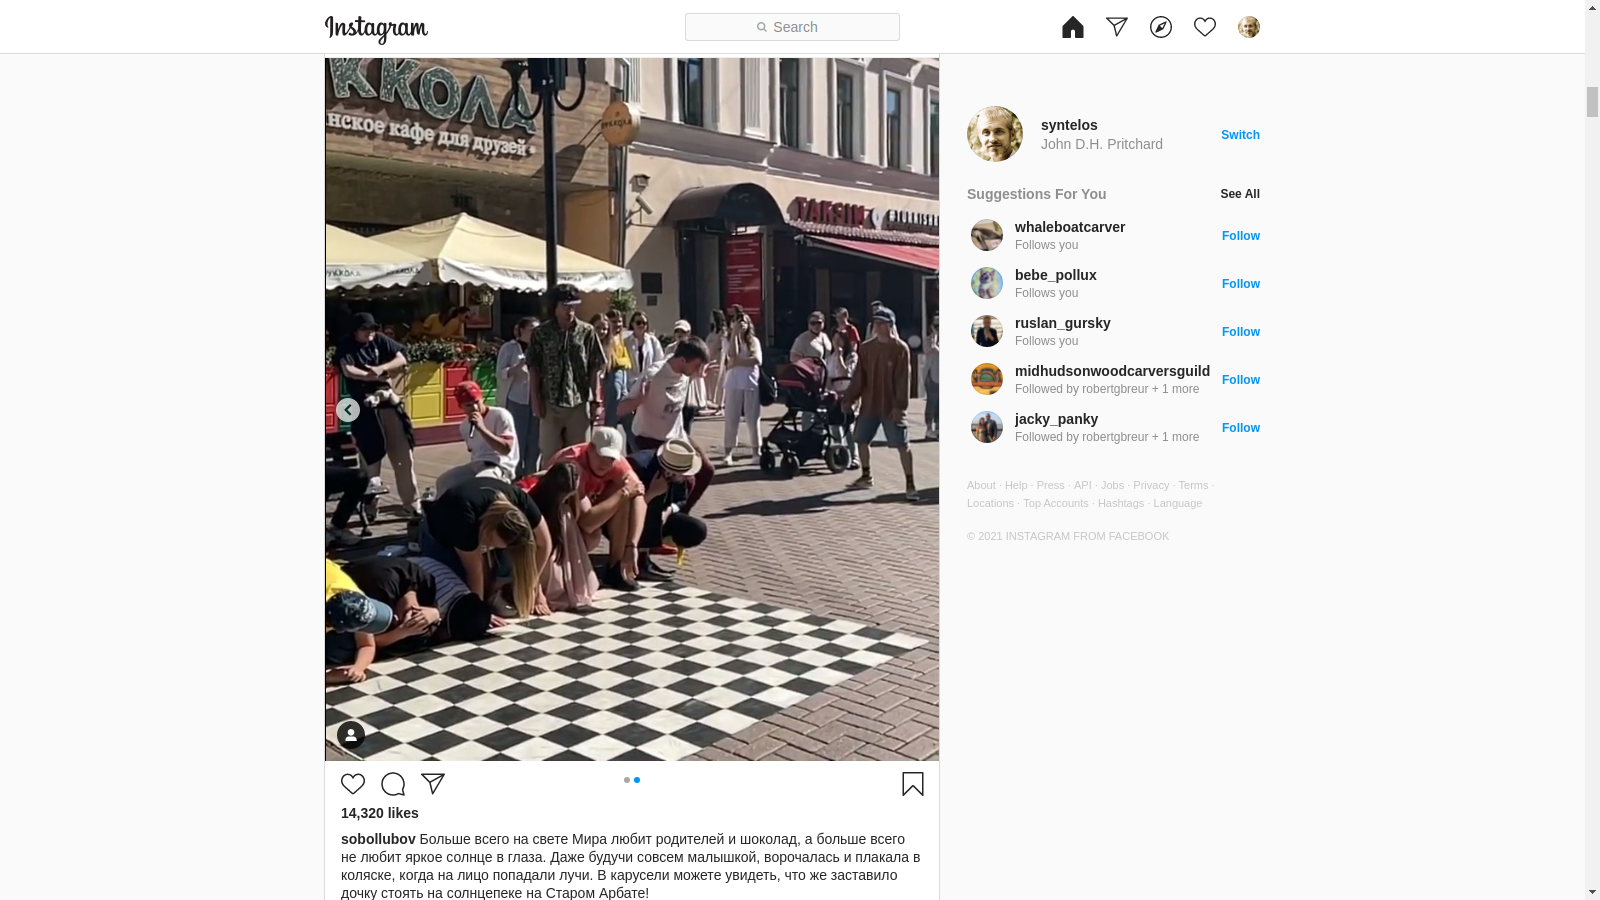 Instagram
Search
ККОЛА
нское кафе для друзей
TAKSIM
syntelos
John D.H. Pritchard
Switch
Suggestions For You
See All
whaleboatcarver
Follows you
Follow
bebe_pollux
Follows you
Follow
ruslan_gursky
Follows you
Follow
midhudsonwoodcarversguild
Followed by robertgbreur + 1 more
Follow
jacky_panky
Followed by robertgbreur + 1 more
Follow
About · Help · Press · API · Jobs · Privacy · Terms ·
Locations · Top Accounts · Hashtags · Language
© 2021 INSTAGRAM FROM FACEBOOK
14,320 likes
sobollubov Больше всего на свете Мира любит родителей и шоколад, а больше всего
не любит яркое солнце в глаза. Даже будучи совсем малышкой, ворочалась и плакала в
коляске, когда на лицо попадали лучи. В карусели можете увидеть, что же заставило
дочку стоять на солнцепеке на Старом Арбате!